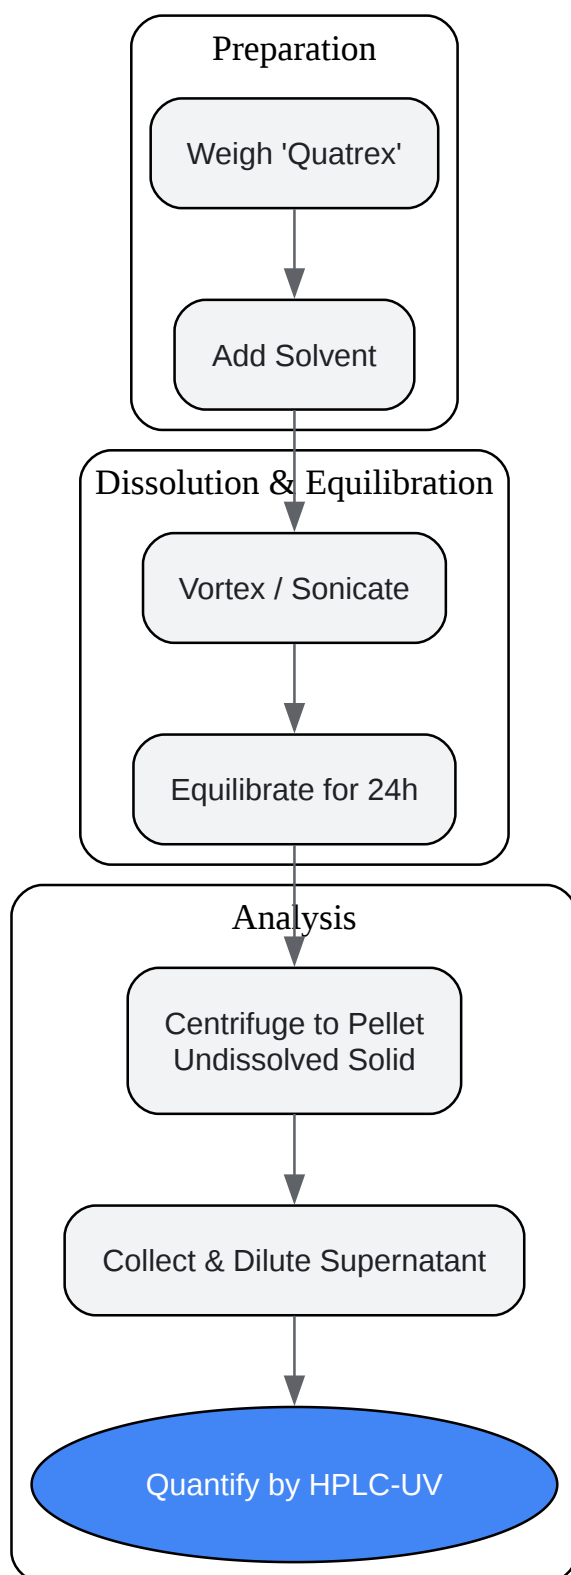 Preparation
Weigh 'Quatrex'
Add Solvent
Dissolution & Equilibration
Vortex / Sonicate
Equilibrate for 24h
Analysis
Centrifuge to Pellet
Undissolved Solid
Collect & Dilute Supernatant
Quantify by HPLC-UV